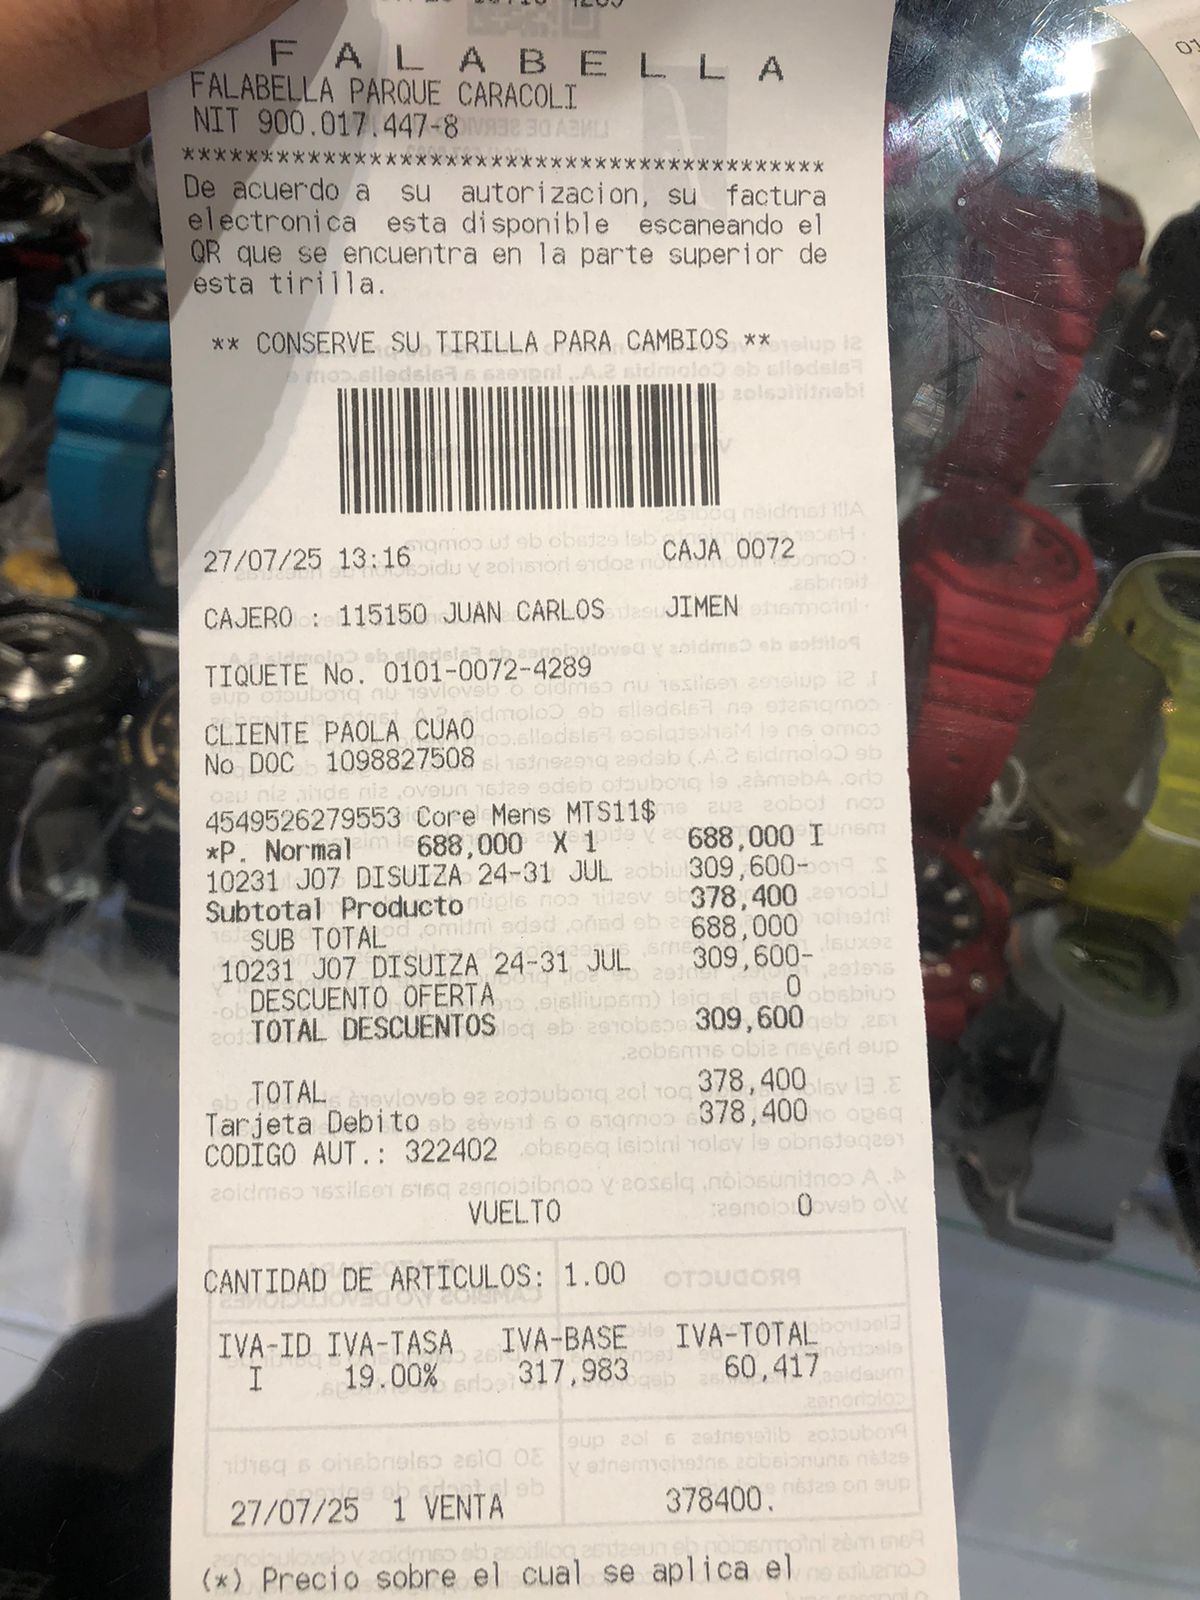 F A L A B E L L A
FALABELLA PARQUE CARACOLI
NIT 900.017.447-8
*******************************************
De acuerdo a su autorizacion, su factura
electronica esta disponible escaneando el
QR que se encuentra en la parte superior de
esta tirilla.
** CONSERVE SU TIRILLA PARA CAMBIOS **
27/07/25 13:16 CAJA 0072
CAJERO : 115150 JUAN CARLOS JIMEN
TIQUETE No. 0101-0072-4289
CLIENTE PAOLA CUAO
No DOC 1098827508
4549526279553 Core Mens MTS11$
*P. Normal 688,000 X 1 688,000 I
10231 J07 DISUIZA 24-31 JUL 309,600-
Subtotal Producto 378,400
SUB TOTAL 688,000
10231 J07 DISUIZA 24-31 JUL 309,600-
DESCUENTO OFERTA 0
TOTAL DESCUENTOS 309,600
TOTAL 378,400
Tarjeta Debito 378,400
CODIGO AUT.: 322402
VUELTO 0
CANTIDAD DE ARTICULOS: 1.00
IVA-ID IVA-TASA IVA-BASE IVA-TOTAL
I 19.00% 317,983 60,417
27/07/25 1 VENTA 378400.
(*) Precio sobre el cual se aplica el